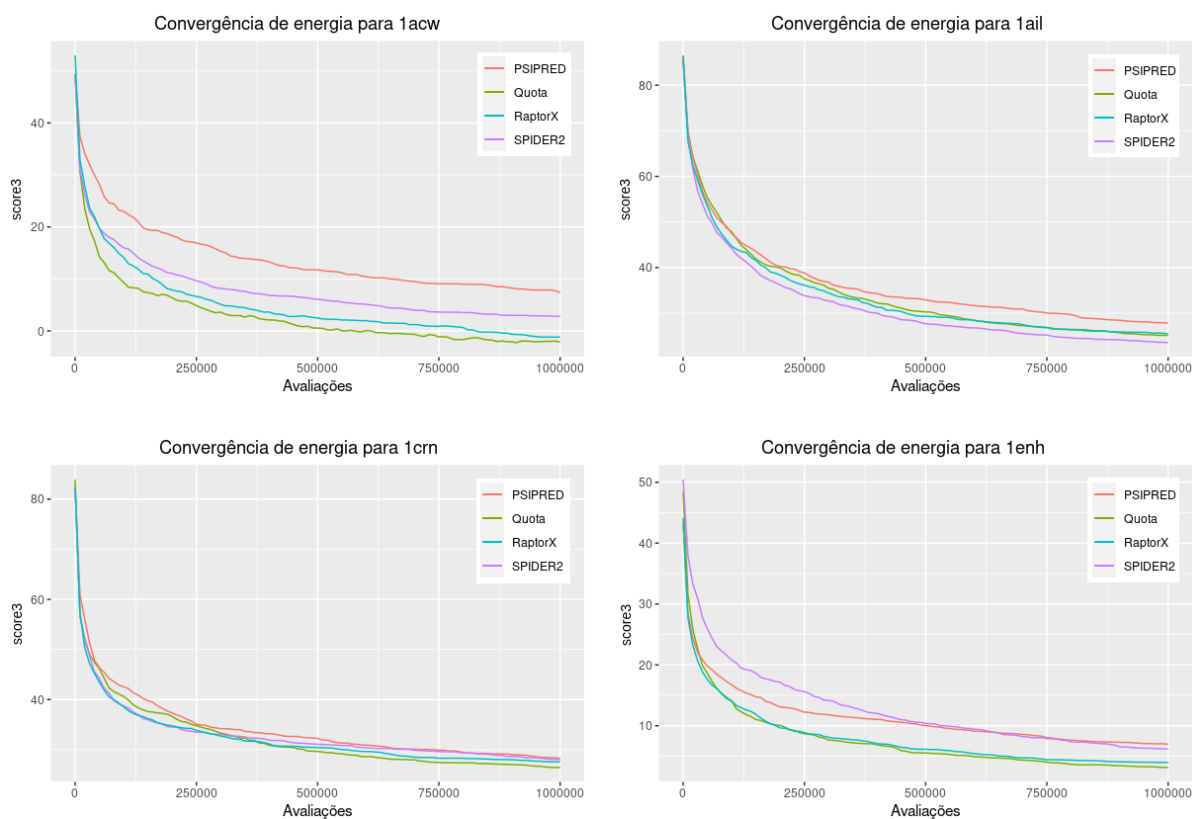 Convergência de energia para 1acw
score3
40
20
0
PSIPRED
Quota
RaptorX
SPIDER2
0 250000 500000 750000 1000000
Avaliações
Convergência de energia para 1ail
score3
80
60
40
PSIPRED
Quota
RaptorX
SPIDER2
0 250000 500000 750000 1000000
Avaliações
Convergência de energia para 1crn
score3
80
60
40
PSIPRED
Quota
RaptorX
SPIDER2
0 250000 500000 750000 1000000
Avaliações
Convergência de energia para 1enh
score3
50
40
30
20
10
0
PSIPRED
Quota
RaptorX
SPIDER2
0 250000 500000 750000 1000000
Avaliações